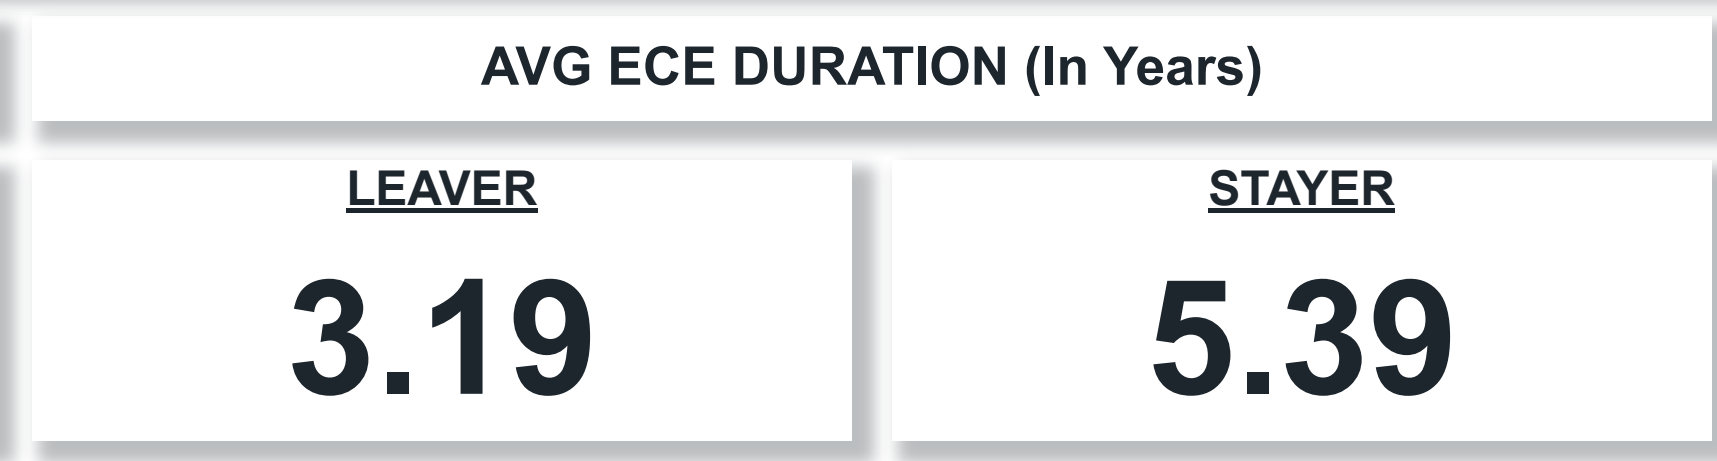 AVG ECE DURATION (In Years)
LEAVER
STAYER
3.19
5.39